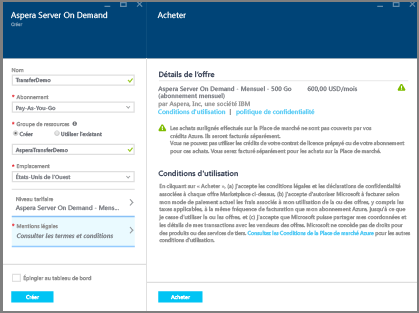 Aspera Server On Demand
Créer
Nom
TransferDemo
* Abonnement
Pay-As-You-Go
* Groupe de ressources
Créer Utiliser l'existant
AsperaTransferDemo
* Emplacement
États-Unis de l'Ouest
Niveau tarifaire
Aspera Server On Demand - Mens...
* Mentions légales
Consulter les termes et conditions
Épingler au tableau de bord
Créer
Acheter
Détails de l'offre
Aspera Server On Demand - Mensuel - 500 Go 600,00 USD/mois
(abonnement mensuel)
par Aspera, Inc, une société IBM
Conditions d'utilisation | politique de confidentialité
Les achats surlignés effectués sur la Place de marché ne sont pas couverts par vos
crédits Azure. Ils seront facturés séparément.
Vous ne pouvez pas utiliser les crédits de votre contrat de licence prépayé ou de votre abonnement
pour ces achats. Vous serez facturé séparément pour les achats sur la Place de marché.
Conditions d'utilisation
En cliquant sur « Acheter », (a) j'accepte les conditions légales et les déclarations de confidentialité
associées à chaque offre Marketplace ci-dessus, (b) j'accepte d'autoriser Microsoft à facturer selon
mon mode de paiement actuel les frais associés à mon utilisation de la ou des offres, y compris les
taxes applicables, à la même fréquence de facturation que mon abonnement Azure, jusqu'à ce que
je cesse d'utiliser la ou les offres, et (c) j'accepte que Microsoft puisse partager mes coordonnées et
les détails de mes transactions avec les vendeurs des offres. Microsoft ne concède pas de droits pour
des produits ou des services de tiers. Consultez les Conditions de la Place de marché Azure pour les autres
conditions d'utilisation.
Acheter